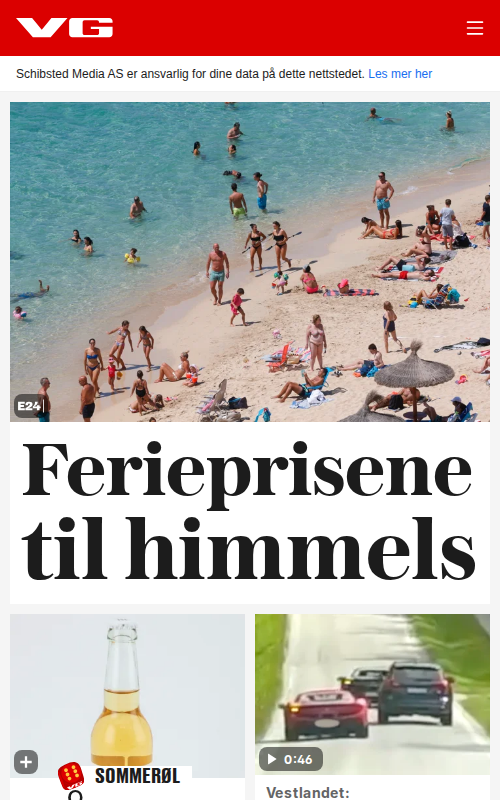 VG
Schibsted Media AS er ansvarlig for dine data på dette nettstedet. Les mer her
E24
Ferieprisene
til himmels
SOMMERØL
0:46
Vestlandet: